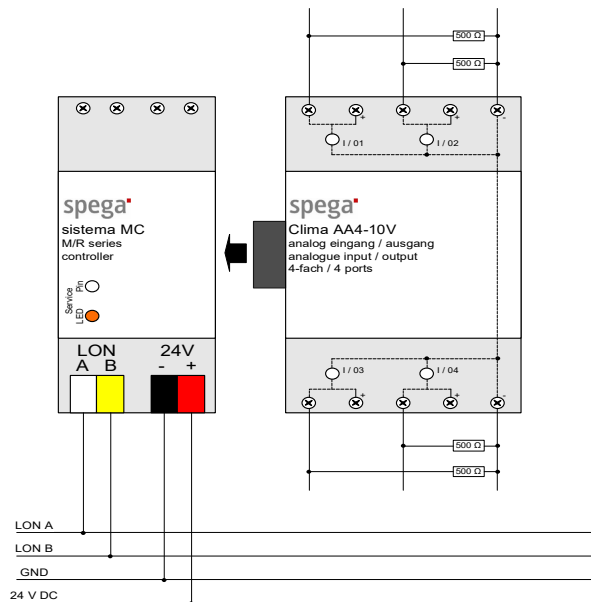 500 Ω
500 Ω
+
+
-
I / 01
I / 02
spega
sistema MC
M/R series
controller
Service
Pin
LED
LON
24V
A
B
-
+
spega
Clima AA4-10V
analog eingang / ausgang
analogue input / output
4-fach / 4 ports
I / 03
I / 04
+
+
-
500 Ω
500 Ω
LON A
LON B
GND
24 V DC